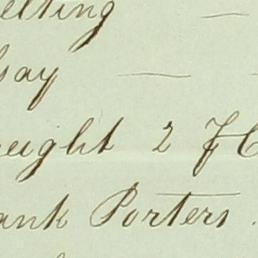 elting —
say —
eight 2 f C
ank Porters